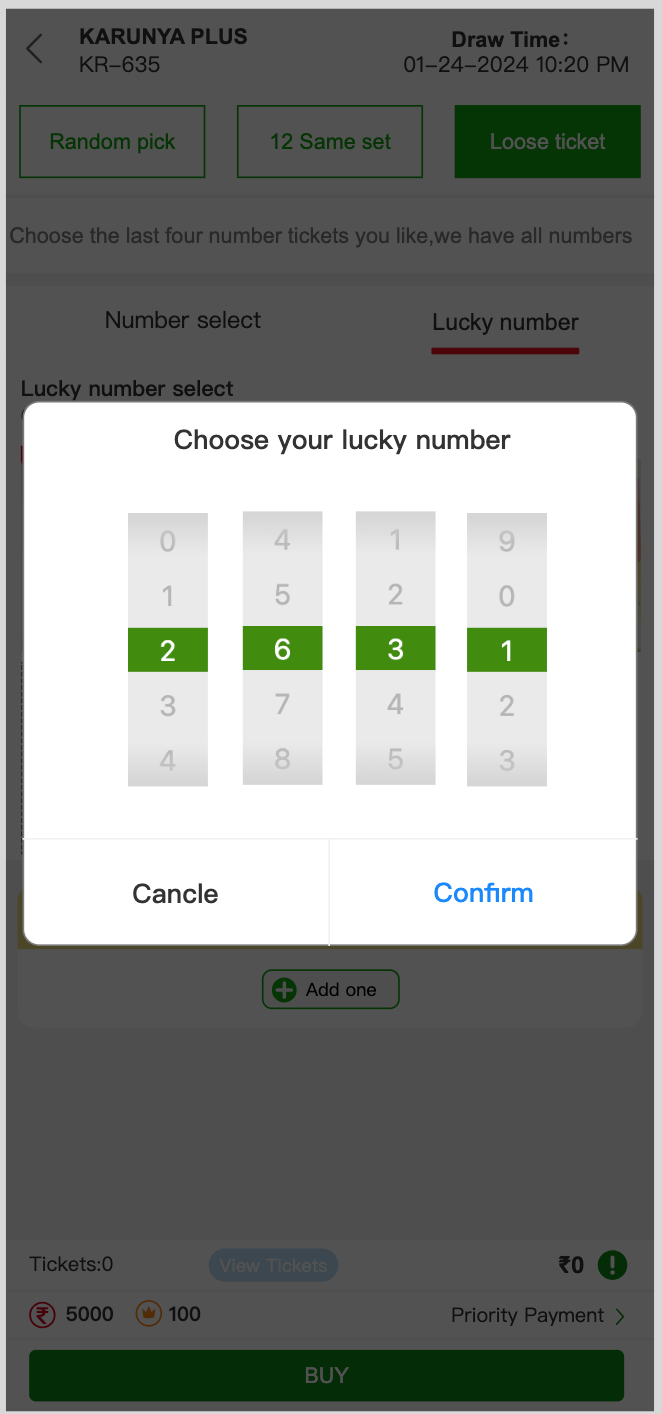 KARUNYA PLUS
KR-635
Draw Time:
01-24-2024 10:20 PM
Random pick
12 Same set
Loose ticket
Choose the last four number tickets you like,we have all numbers
Number select
Lucky number
Lucky number select
Choose your lucky number
0 4 1 9
1 5 2 0
2 6 3 1
3 7 4 2
4 8 5 3
Cancle
Confirm
Add one
Tickets:0
View Tickets
₹0
5000
100
Priority Payment
BUY